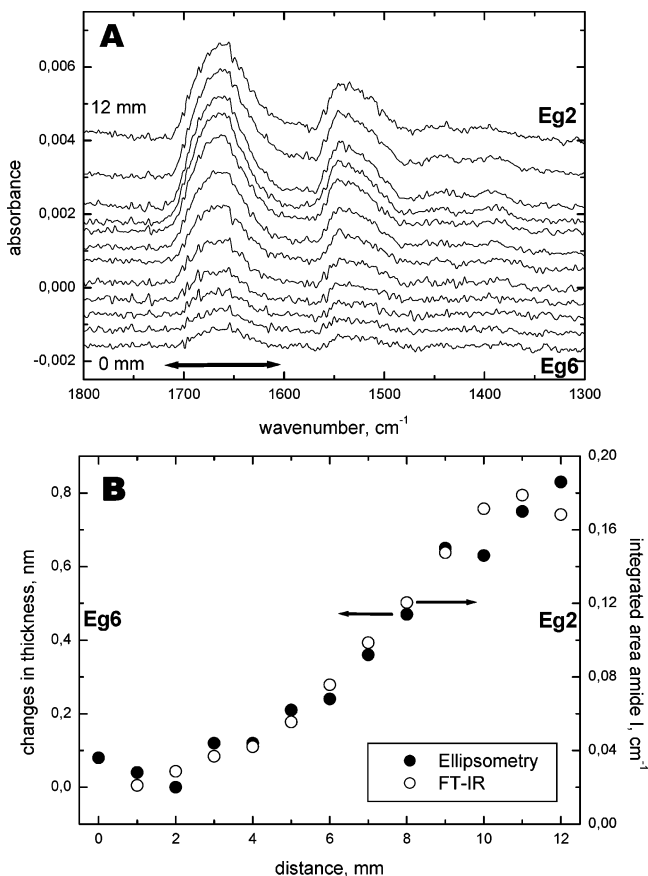 A
0,006
12 mm
Eg2
0,004
absorbance
0,002
0,000
-0,002
0 mm
Eg6
1800 1700 1600 1500 1400 1300
wavenumber, cm-1
B
0,20
0,8
0,16
0,6
Eg6
Eg2
0,12
0,4
changes in thickness, nm
integrated area amide I, cm-1
0,08
0,2
Ellipsometry
0,04
FT-IR
0,0
0,00
0 2 4 6 8 10 12
distance, mm